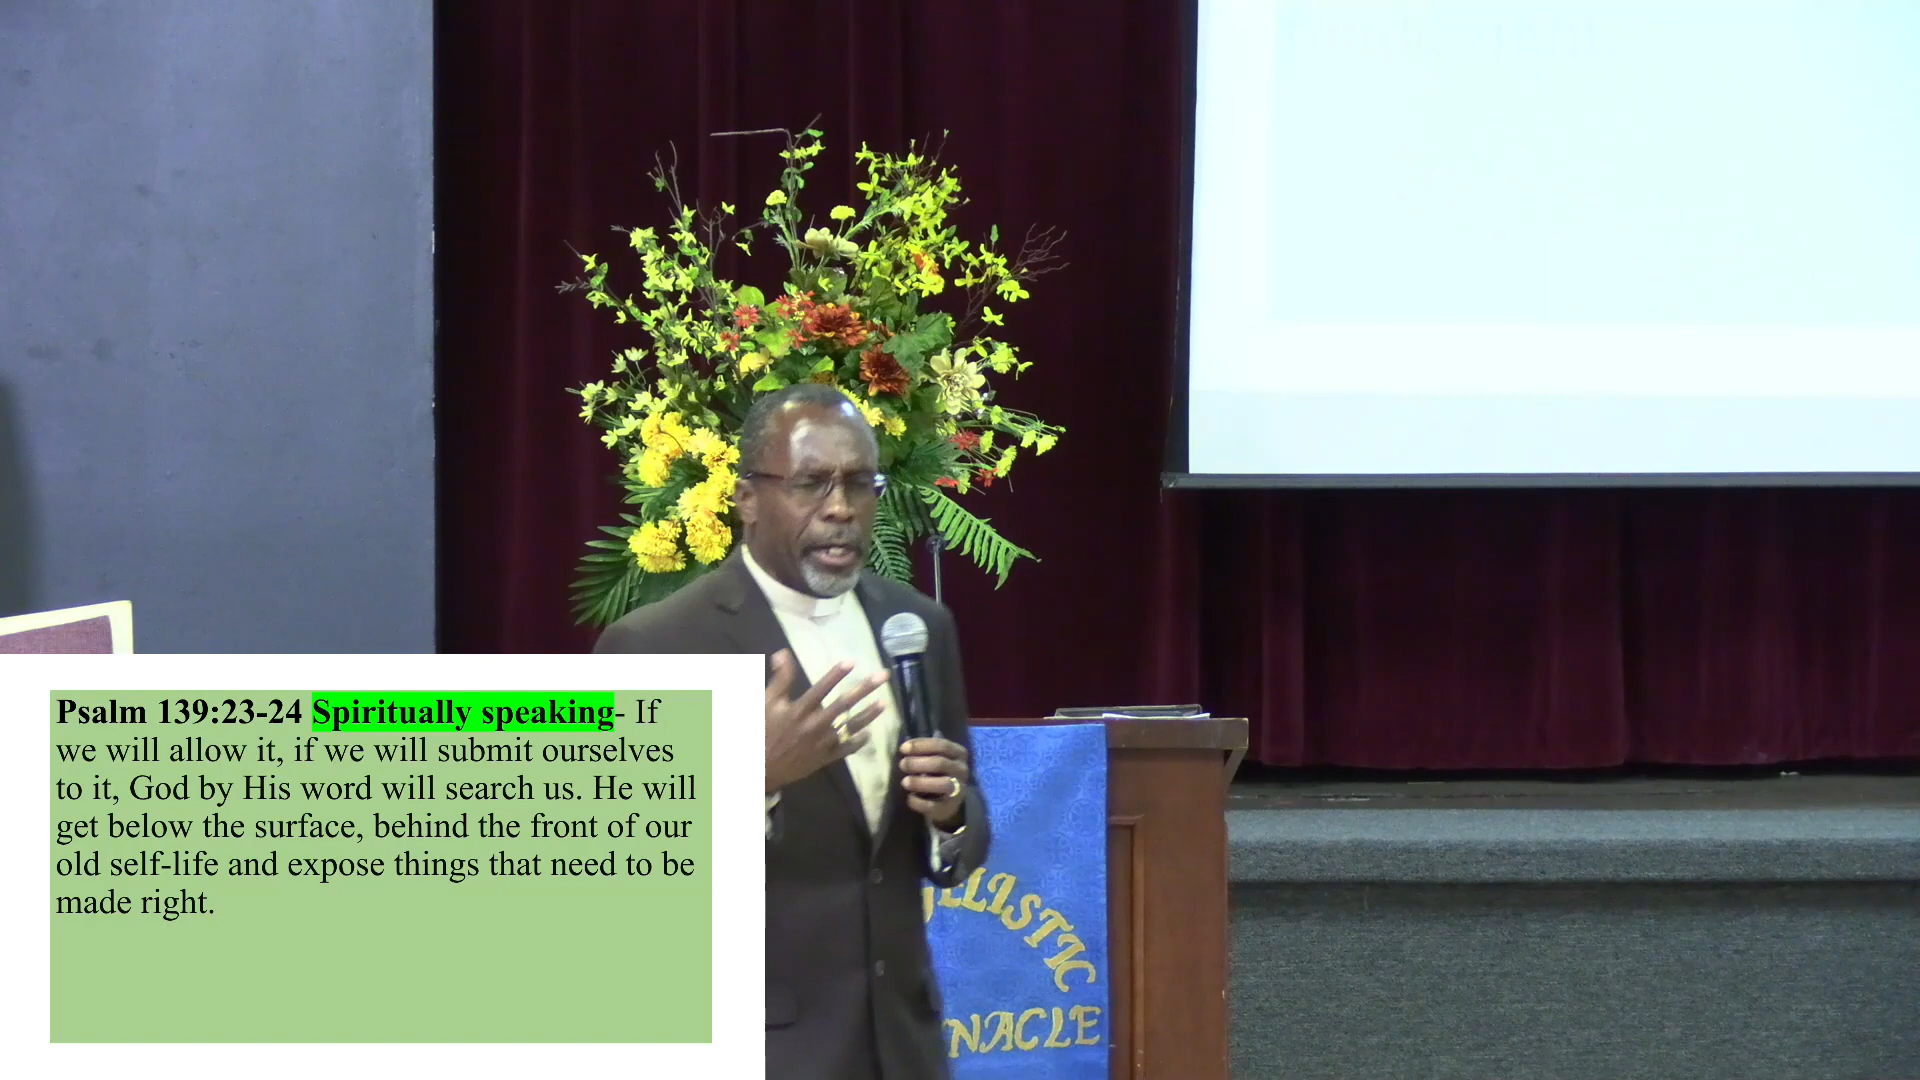 Psalm 139:23-24 Spiritually speaking- If
we will allow it, if we will submit ourselves
to it, God by His word will search us. He will
get below the surface, behind the front of our
old self-life and expose things that need to be
made right.